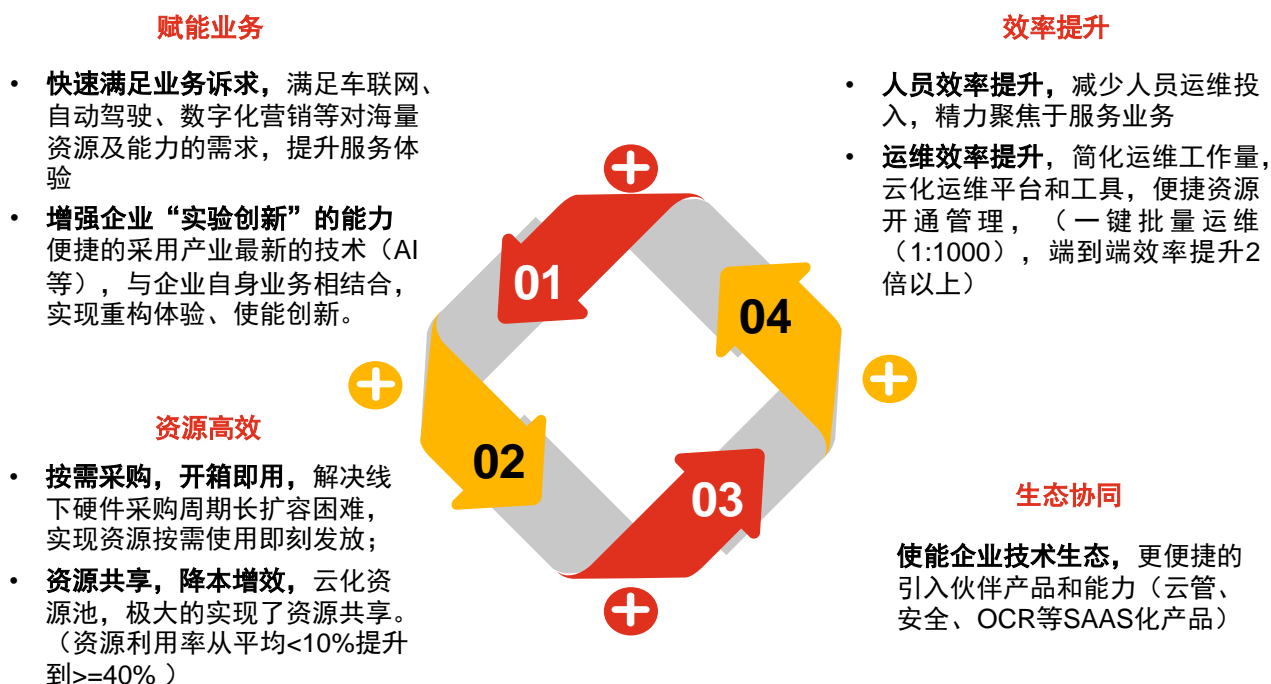 赋能业务
• 快速满足业务诉求，满足车联网、
自动驾驶、数字化营销等对海量
资源及能力的需求，提升服务体
验
• 增强企业“实验创新”的能力
便捷的采用产业最新的技术（AI
等），与企业自身业务相结合，
实现重构体验、使能创新。
资源高效
• 按需采购，开箱即用，解决线
下硬件采购周期长扩容困难，
实现资源按需使用即刻发放；
• 资源共享，降本增效，云化资
源池，极大的实现了资源共享。
（资源利用率从平均<10%提升
到>=40% ）
01
02
03
04
效率提升
• 人员效率提升，减少人员运维投
入，精力聚焦于服务业务
• 运维效率提升，简化运维工作量，
云化运维平台和工具，便捷资源
开通管理，（一键批量运维
（1:1000），端到端效率提升2
倍以上）
生态协同
使能企业技术生态，更便捷的
引入伙伴产品和能力（云管、
安全、OCR等SAAS化产品）